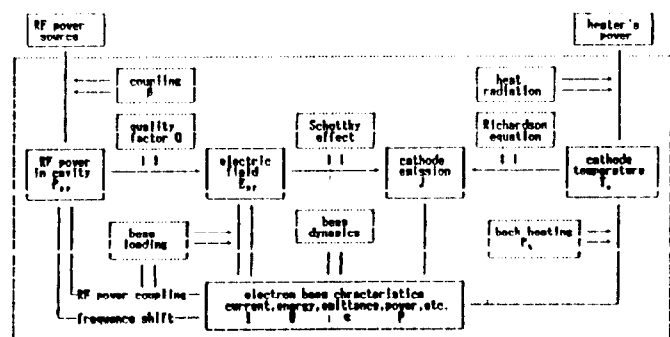 RF power
source
heater's
power
coupling
β
heat
radiation
quality
factor Q
Schottky
effect
Richardson
equation
RF power
in cavity
electric
field
cathode
emission
J
cathode
temperature
beam
loading
beam
dynamics
back heating
RF power coupling
frequence shift
electron beam chracteristics
current, energy, emittance, power, etc.
I
ε
P